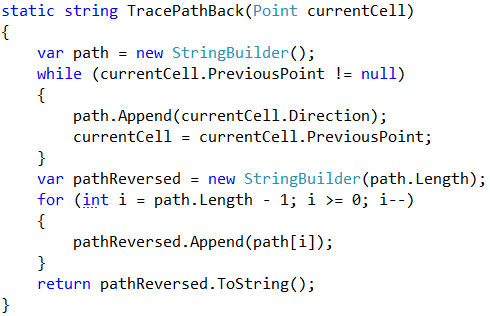 static string TracePathBack(Point currentCell)
{
    var path = new StringBuilder();
    while (currentCell.PreviousPoint != null)
    {
        path.Append(currentCell.Direction);
        currentCell = currentCell.PreviousPoint;
    }
    var pathReversed = new StringBuilder(path.Length);
    for (int i = path.Length - 1; i >= 0; i--)
    {
        pathReversed.Append(path[i]);
    }
    return pathReversed.ToString();
}